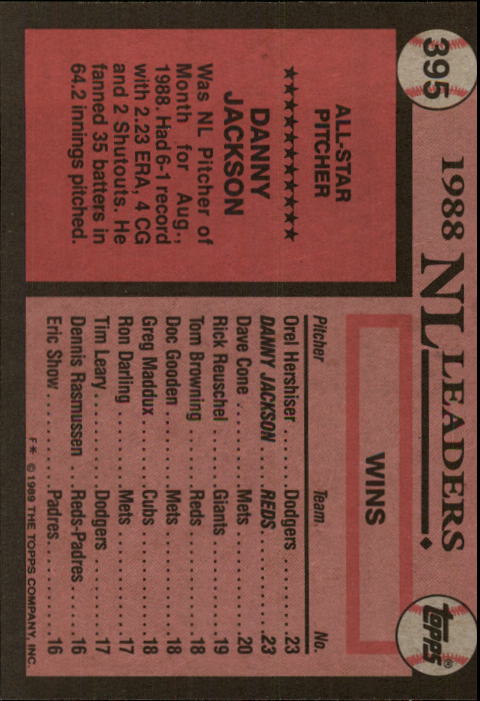 395
1988 NL LEADERS
topps
ALL-STAR
PITCHER
★★★★★★★★★★★
DANNY
JACKSON
Was NL Pitcher of
Month for Aug.,
1988. Had 6-1 record
with 2.23 ERA, 4 CG
and 2 Shutouts. He
fanned 35 batters in
64.2 innings pitched.
WINS
Pitcher Team No.
Orel Hershiser......Dodgers.............23
DANNY JACKSON....REDS.............23
Dave Cone............Mets.............20
Rick Reuschel.......Giants.............19
Tom Browning.......Reds.............18
Doc Gooden..........Mets.............18
Greg Maddux.........Cubs.............18
Ron Darling...........Mets.............17
Tim Leary............Dodgers...........17
Dennis Rasmussen..Reds-Padres.....16
Eric Show............Padres.............16
F* © 1989 THE TOPPS COMPANY, INC.